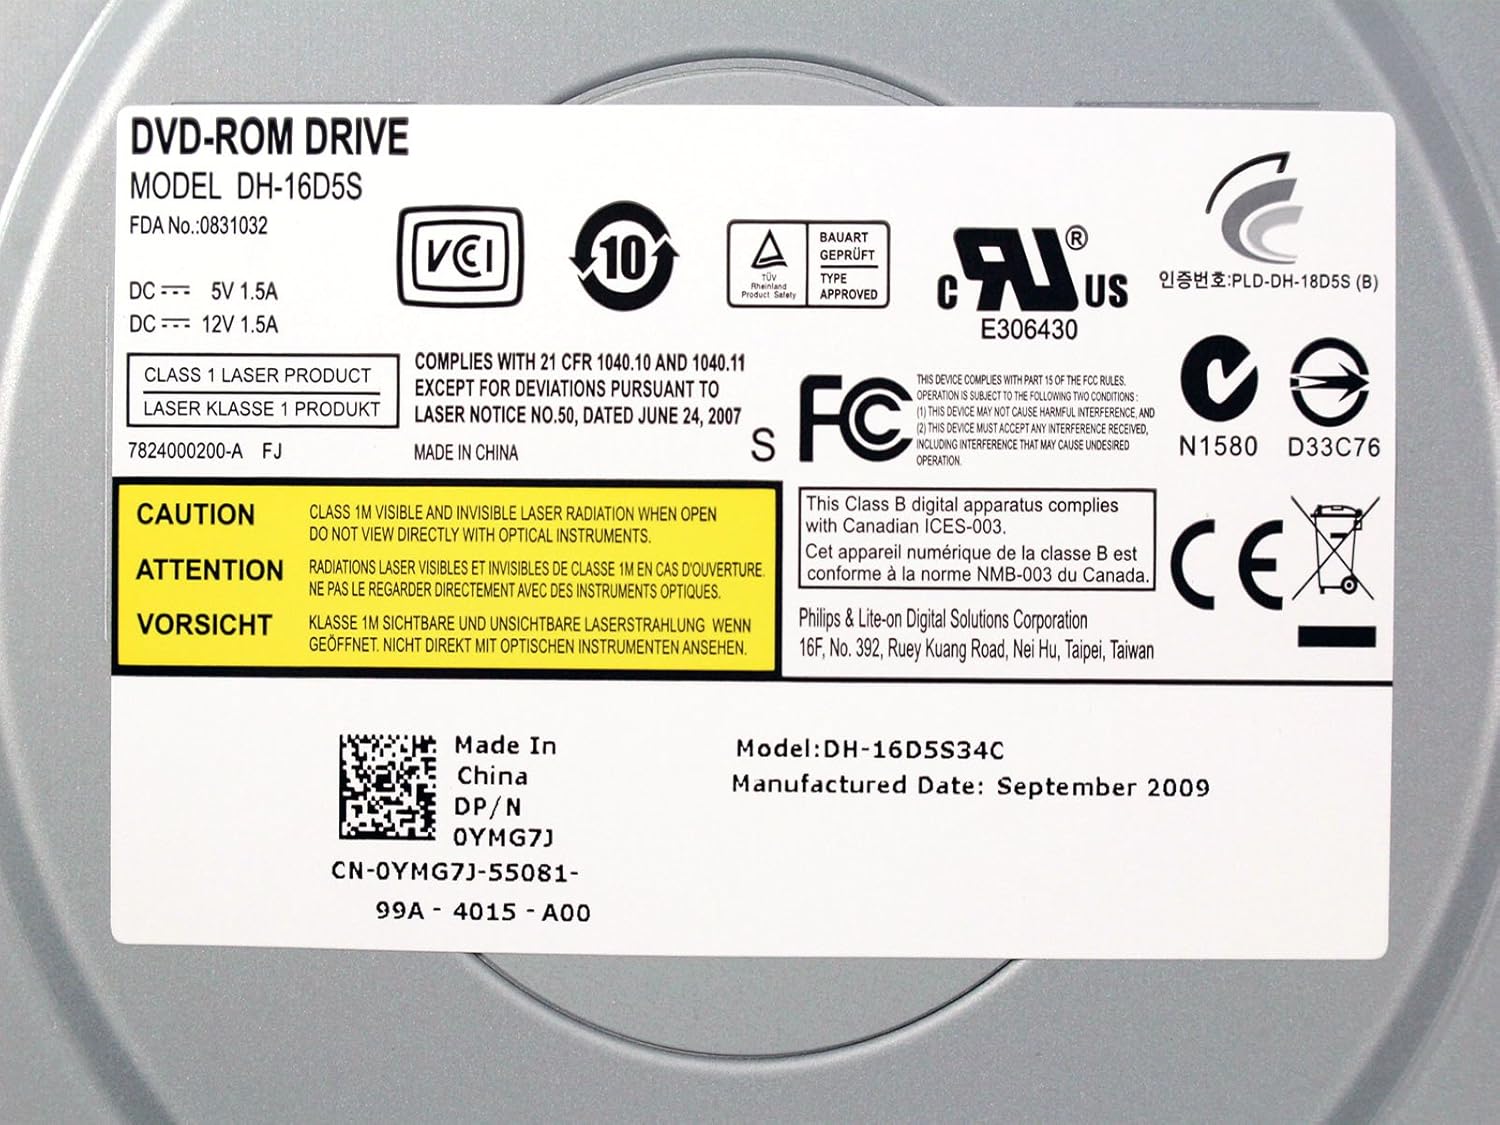 DVD-ROM DRIVE
MODEL DH-16D5S
FDA No.:0831032
DC 5V 1.5A
DC 12V 1.5A
VCCI
10
TÜV
Rheinland
Product Safety
BAUART
GEPRÜFT
TYPE
APPROVED
c RU ® US
E306430
인증번호:PLD-DH-18D5S (B)
CLASS 1 LASER PRODUCT
LASER KLASSE 1 PRODUKT
7824000200-A FJ
COMPLIES WITH 21 CFR 1040.10 AND 1040.11
EXCEPT FOR DEVIATIONS PURSUANT TO
LASER NOTICE NO.50, DATED JUNE 24, 2007
MADE IN CHINA
S
FC
THIS DEVICE COMPLIES WITH PART 15 OF THE FCC RULES.
OPERATION IS SUBJECT TO THE FOLLOWING TWO CONDITIONS :
(1) THIS DEVICE MAY NOT CAUSE HARMFUL INTERFERENCE, AND
(2) THIS DEVICE MUST ACCEPT ANY INTERFERENCE RECEIVED,
INCLUDING INTERFERENCE THAT MAY CAUSE UNDESIRED
OPERATION.
N1580
D33C76
CAUTION
CLASS 1M VISIBLE AND INVISIBLE LASER RADIATION WHEN OPEN
DO NOT VIEW DIRECTLY WITH OPTICAL INSTRUMENTS.
ATTENTION
RADIATIONS LASER VISIBLES ET INVISIBLES DE CLASSE 1M EN CAS D'OUVERTURE.
NE PAS LE REGARDER DIRECTEMENT AVEC DES INSTRUMENTS OPTIQUES.
VORSICHT
KLASSE 1M SICHTBARE UND UNSICHTBARE LASERSTRAHLUNG WENN
GEÖFFNET. NICHT DIREKT MIT OPTISCHEN INSTRUMENTEN ANSEHEN.
This Class B digital apparatus complies
with Canadian ICES-003.
Cet appareil numérique de la classe B est
conforme à la norme NMB-003 du Canada.
CE
Philips & Lite-on Digital Solutions Corporation
16F, No. 392, Ruey Kuang Road, Nei Hu, Taipei, Taiwan
Made In
China
DP/N
0YMG7J
CN-0YMG7J-55081-
99A - 4015 - A00
Model:DH-16D5S34C
Manufactured Date: September 2009